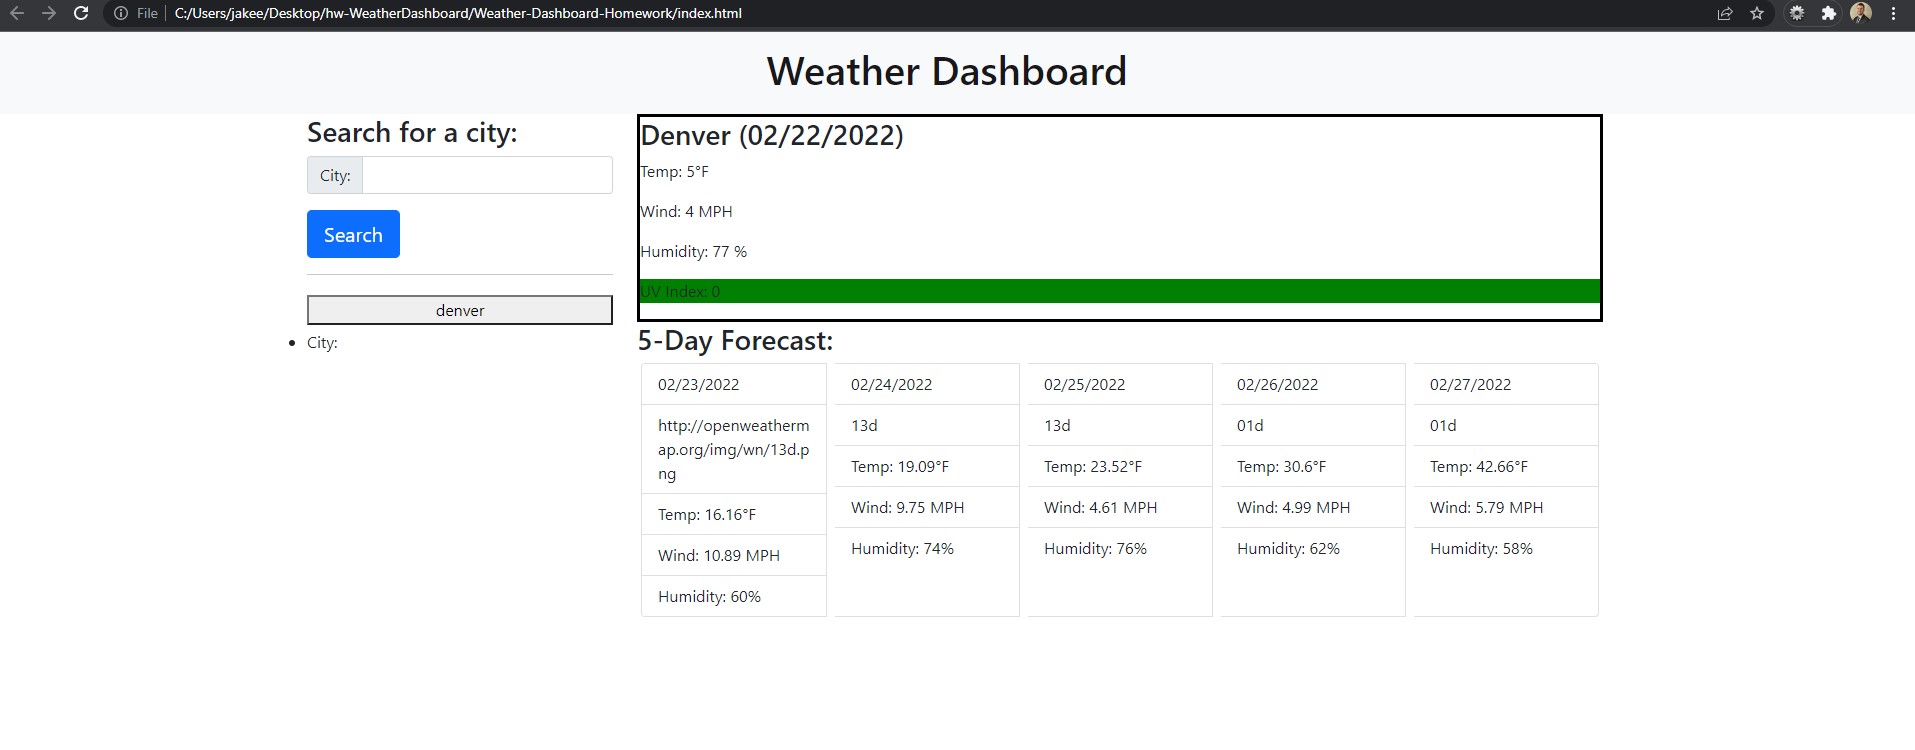 File C:/Users/jakee/Desktop/hw-WeatherDashboard/Weather-Dashboard-Homework/index.html
Weather Dashboard
Search for a city:
City:
Search
denver
City:
Denver (02/22/2022)
Temp: 5°F
Wind: 4 MPH
Humidity: 77 %
UV Index: 0
5-Day Forecast:
02/23/2022
http://openweatherm
ap.org/img/wn/13d.p
ng
Temp: 16.16°F
Wind: 10.89 MPH
Humidity: 60%
02/24/2022
13d
Temp: 19.09°F
Wind: 9.75 MPH
Humidity: 74%
02/25/2022
13d
Temp: 23.52°F
Wind: 4.61 MPH
Humidity: 76%
02/26/2022
01d
Temp: 30.6°F
Wind: 4.99 MPH
Humidity: 62%
02/27/2022
01d
Temp: 42.66°F
Wind: 5.79 MPH
Humidity: 58%